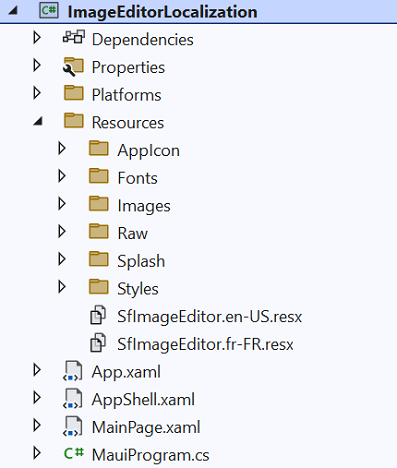 C# ImageEditorLocalization
Dependencies
Properties
Platforms
Resources
AppIcon
Fonts
Images
Raw
Splash
Styles
SfImageEditor.en-US.resx
SfImageEditor.fr-FR.resx
App.xaml
AppShell.xaml
MainPage.xaml
C# MauiProgram.cs